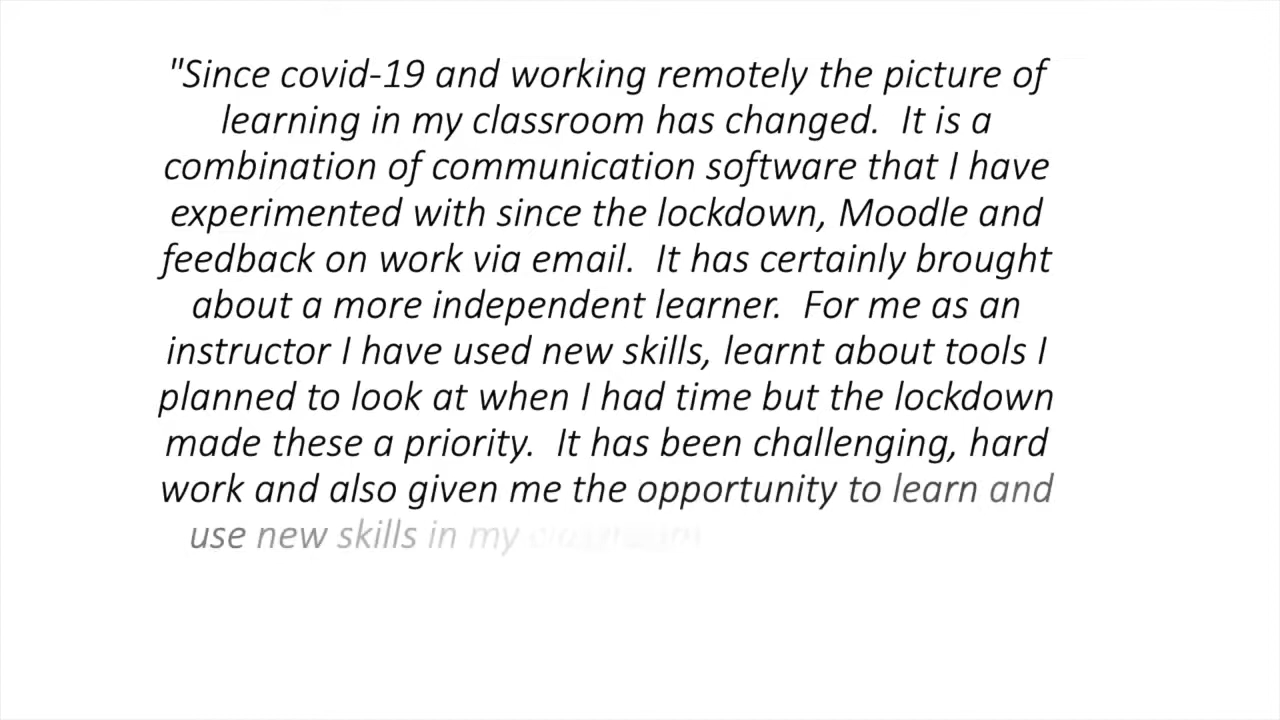 "Since covid-19 and working remotely the picture of
learning in my classroom has changed.  It is a
combination of communication software that I have
experimented with since the lockdown, Moodle and
feedback on work via email.  It has certainly brought
about a more independent learner.  For me as an
instructor I have used new skills, learnt about tools I
planned to look at when I had time but the lockdown
made these a priority.  It has been challenging, hard
work and also given me the opportunity to learn and
use new skills in my